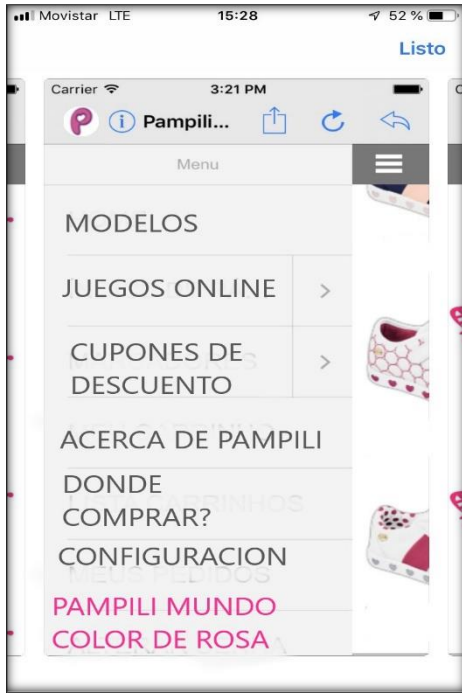 Movistar LTE 15:28 52 %
Listo
Carrier 3:21 PM
Pampili...
Menu
MODELOS
JUEGOS ONLINE
CUPONES DE
DESCUENTO
ACERCA DE PAMPILI
DONDE
COMPRAR?
CONFIGURACION
PAMPILI MUNDO
COLOR DE ROSA